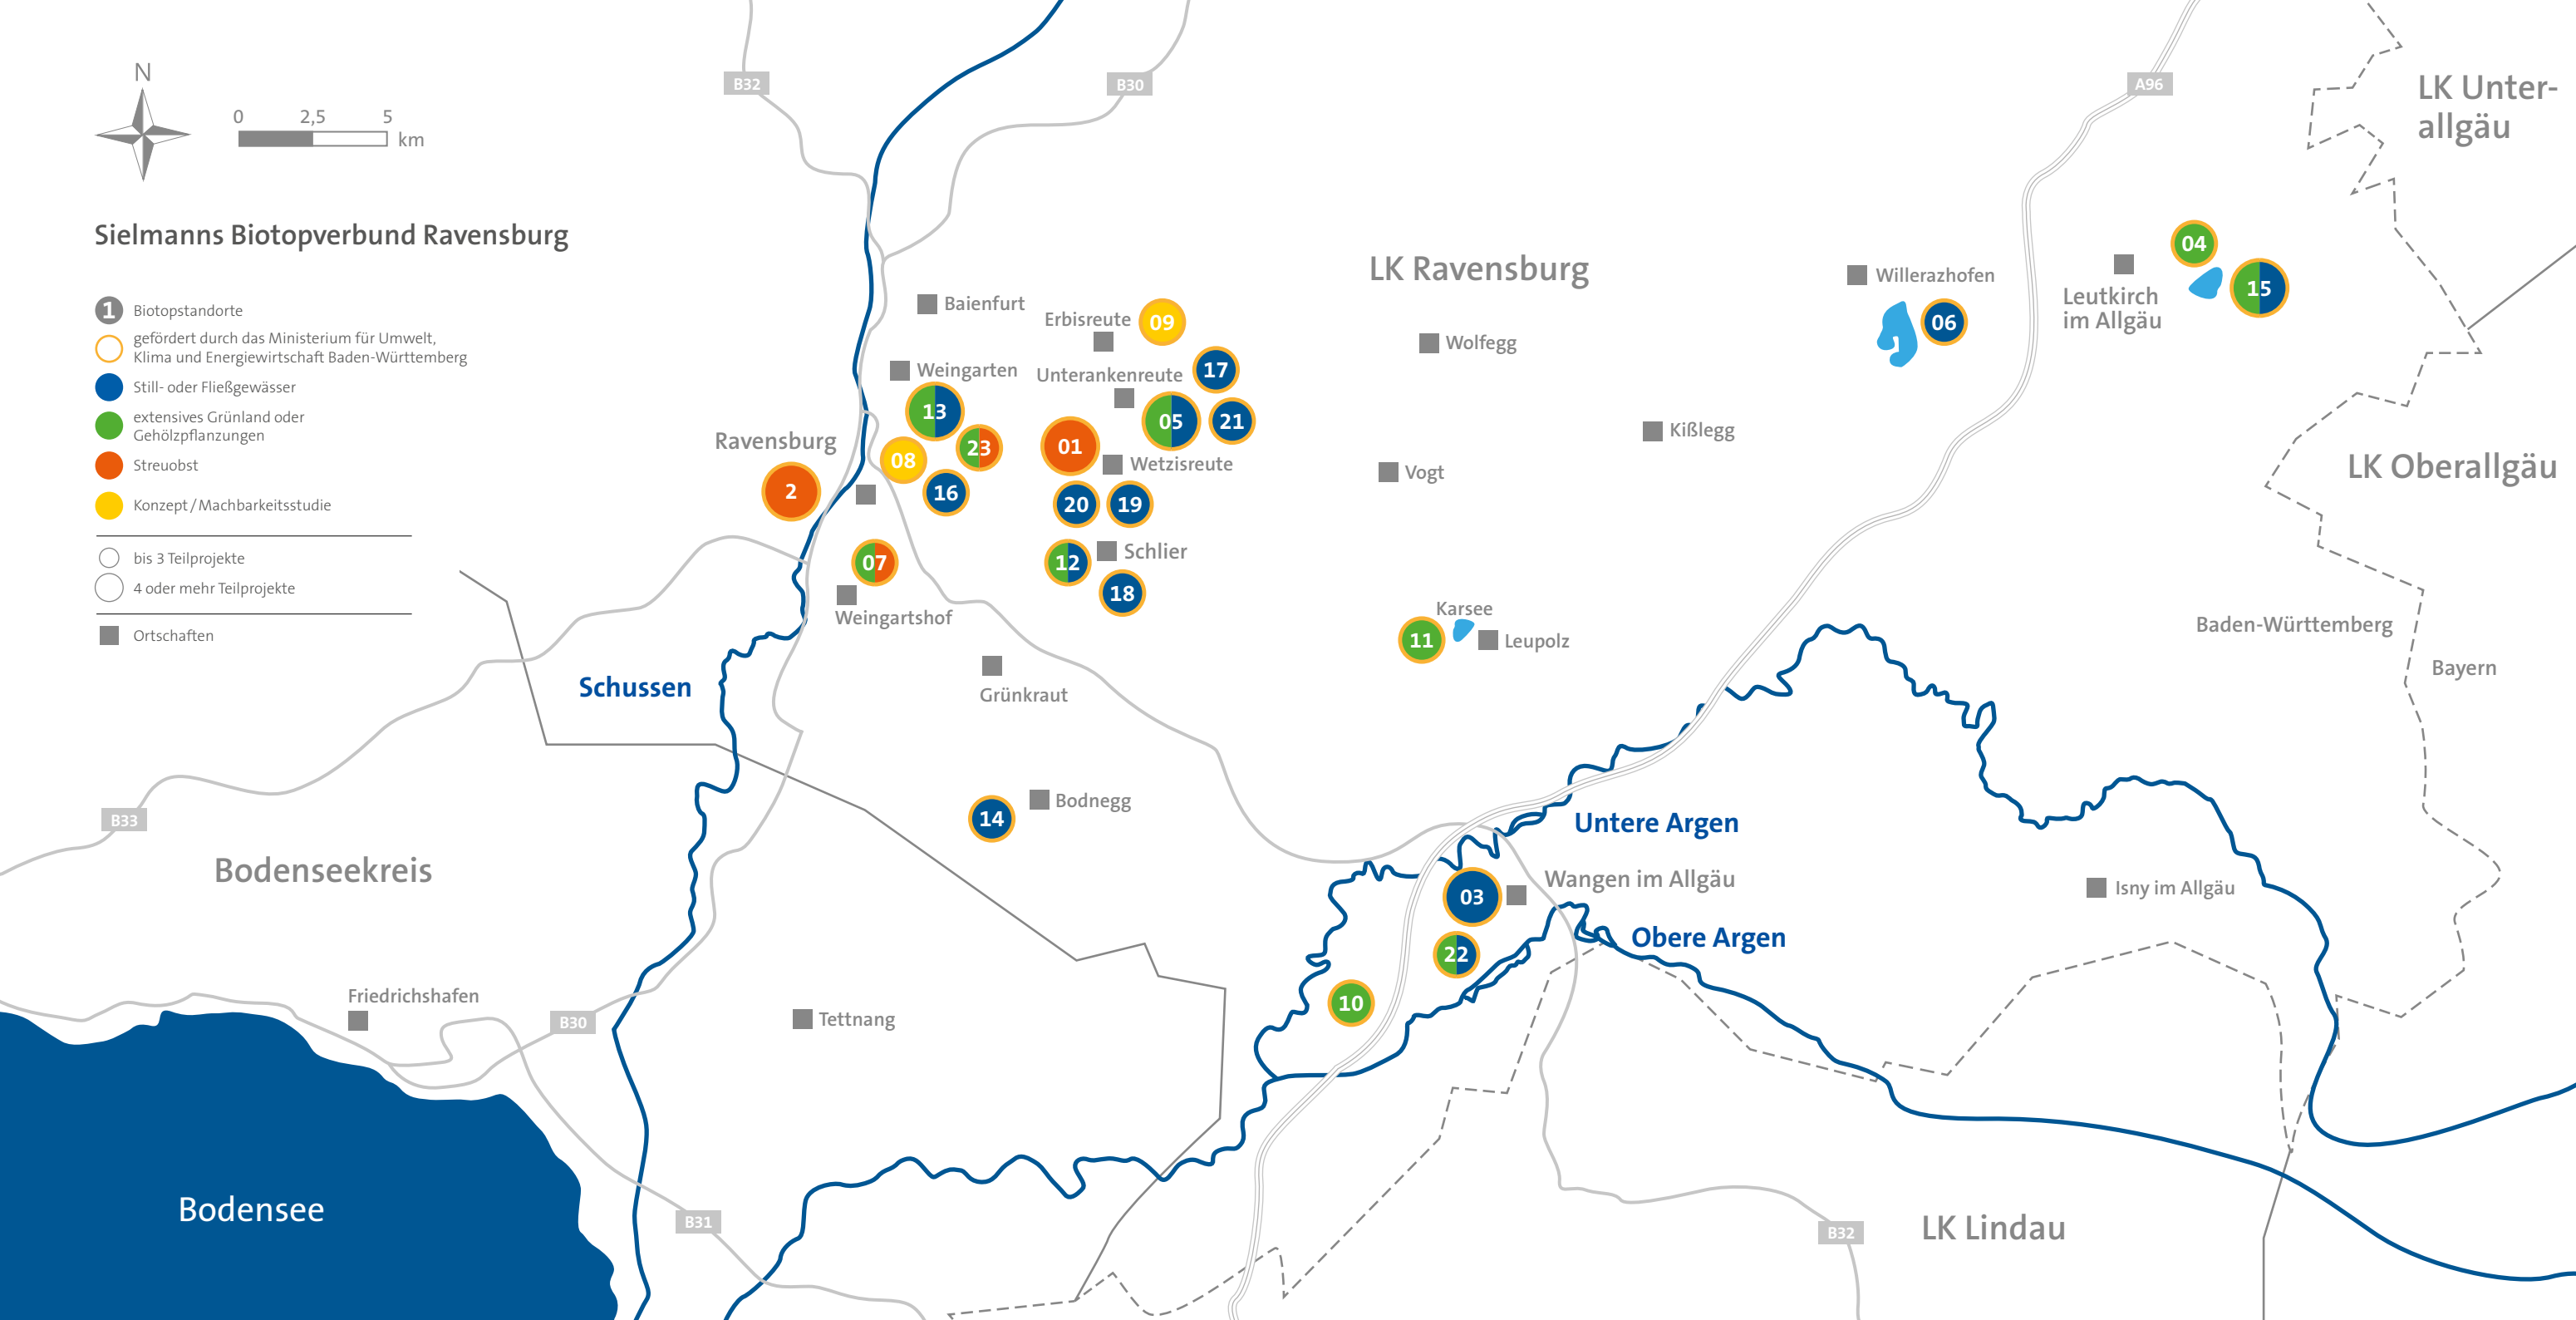 N
0 2,5 5
km
Sielmanns Biotopverbund Ravensburg
1 Biotopstandorte
gefördert durch das Ministerium für Umwelt,
Klima und Energiewirtschaft Baden-Württemberg
Still- oder Fließgewässer
extensives Grünland oder
Gehölzpflanzungen
Streuobst
Konzept / Machbarkeitsstudie
bis 3 Teilprojekte
4 oder mehr Teilprojekte
Ortschaften
B32
B30
A96
LK Unter-
allgäu
LK Ravensburg
Willerazhofen
06
04
15
Leutkirch
im Allgäu
Baienfurt
Erbisreute
09
Wolfegg
Weingarten
Unterankenreute
17
13
05
21
Ravensburg
08
23
01
Wetzisreute
Kißlegg
Vogt
LK Oberallgäu
2
16
20
19
07
12
Schlier
18
Weingartshof
Karsee
11
Leupolz
Baden-Württemberg
Bayern
Schussen
Grünkraut
14
Bodnegg
B33
Untere Argen
Bodenseekreis
Wangen im Allgäu
03
Isny im Allgäu
Obere Argen
22
10
Friedrichshafen
B30
Tettnang
Bodensee
B31
B32
LK Lindau